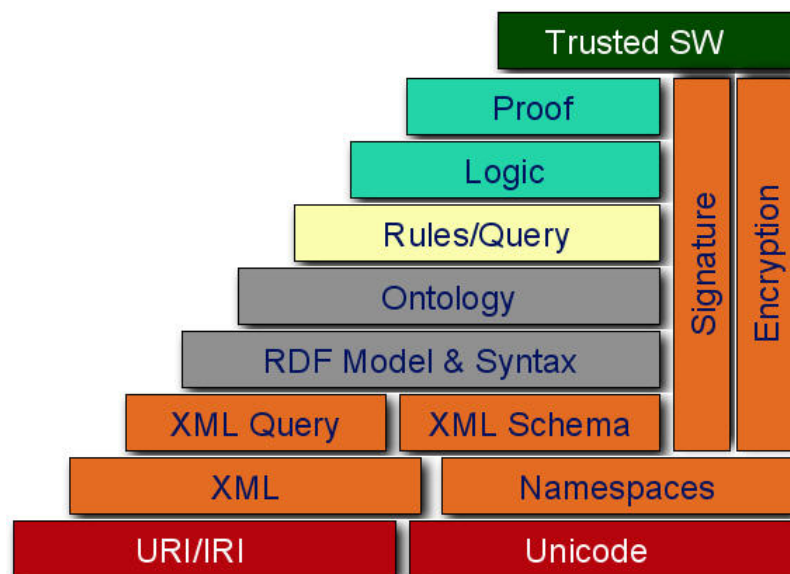 Trusted SW
Proof
Logic
Rules/Query
Ontology
RDF Model & Syntax
XML Query
XML Schema
Signature
Encryption
XML
Namespaces
URI/IRI
Unicode